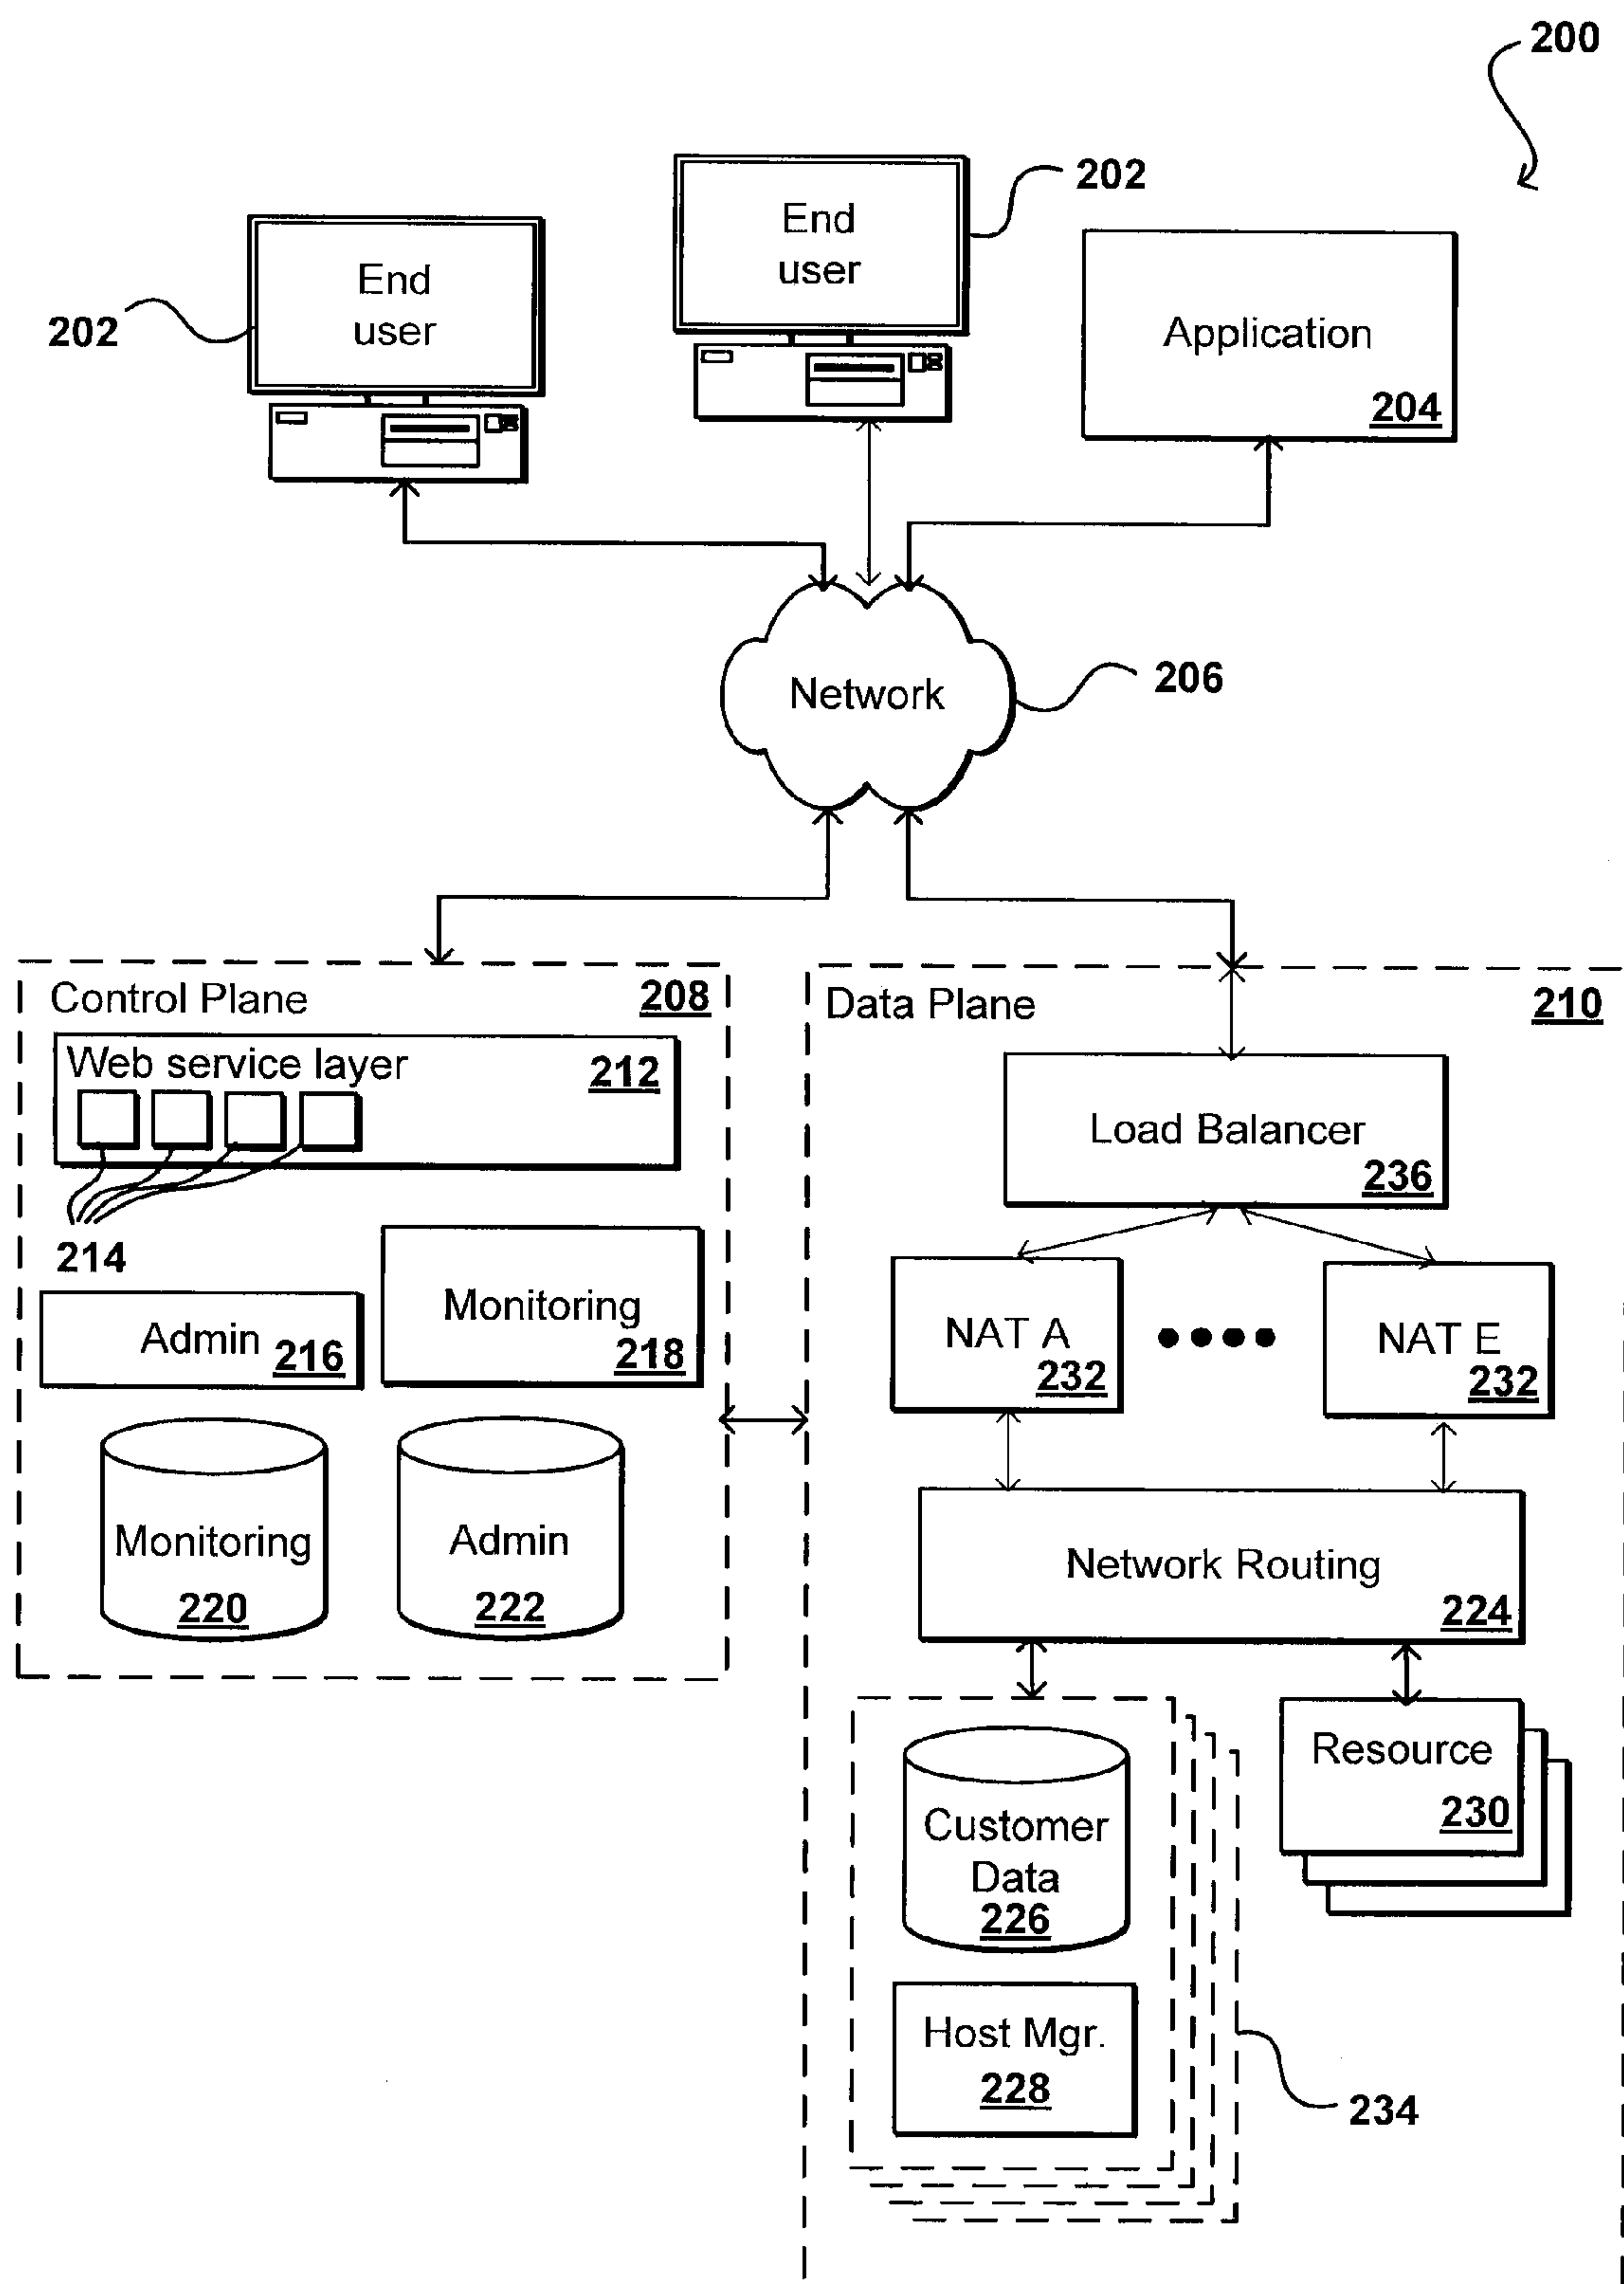 200
202
End
user
202
End
user
Application
204
Network
206
Control Plane
208
Web service layer
212
214
Admin
216
Monitoring
218
Monitoring
220
Admin
222
Data Plane
210
Load Balancer
236
NAT A
232
NAT E
232
Network Routing
224
Customer
Data
226
Host Mgr.
228
Resource
230
234